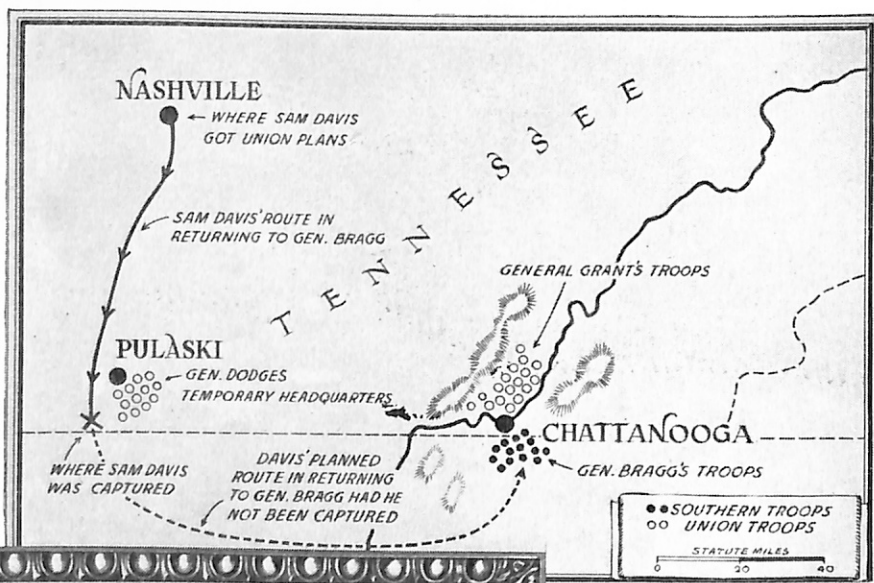 NASHVILLE
WHERE SAM DAVIS
GOT UNION PLANS
SAM DAVIS' ROUTE IN
RETURNING TO GEN. BRAGG
TENNESSEE
GENERAL GRANT'S TROOPS
PULASKI
GEN. DODGES
TEMPORARY HEADQUARTERS
CHATTANOOGA
WHERE SAM DAVIS
WAS CAPTURED
DAVIS' PLANNED
ROUTE IN RETURNING
TO GEN. BRAGG HAD HE
NOT BEEN CAPTURED
GEN. BRAGG'S TROOPS
SOUTHERN TROOPS
UNION TROOPS
STATUTE MILES
0 20 40